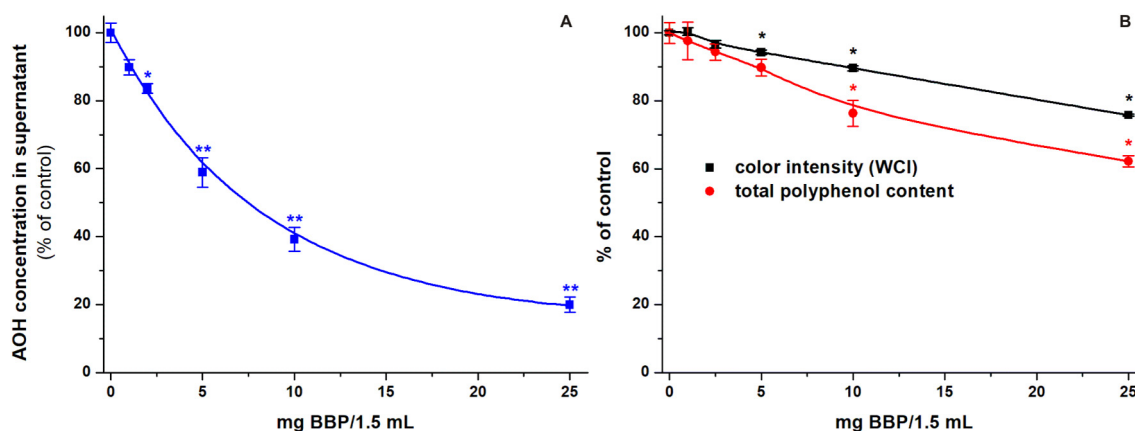 A
AOH concentration in supernatant
(% of control)
100
80
60
40
20
0
*
**
**
**
0 5 10 15 20 25
mg BBP/1.5 mL
B
% of control
100
80
60
40
20
0
*
*
*
*
*
color intensity (WCI)
total polyphenol content
0 5 10 15 20 25
mg BBP/1.5 mL